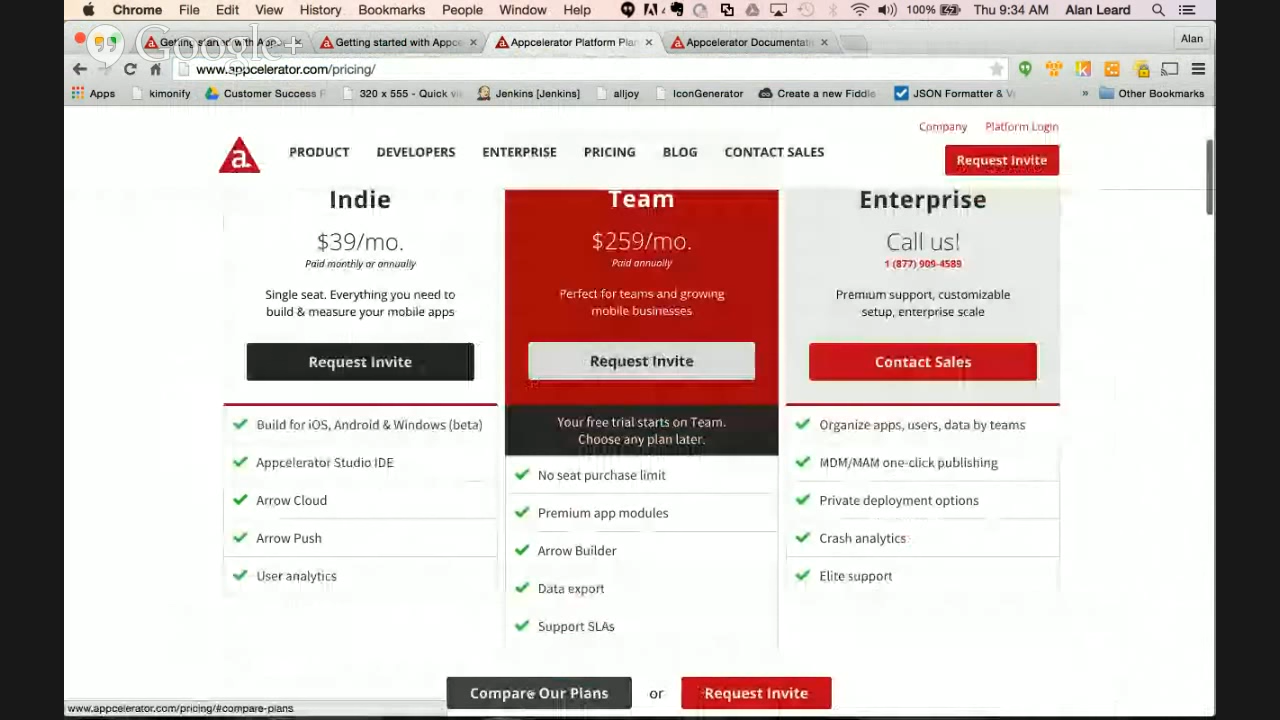 Chrome File Edit View History Bookmarks People Window Help 100% Thu 9:34 AM Alan Leard
Google+
Getting started with Appc
Getting started with Appce
Appcelerator Platform Plan
Appcelerator Documentati
Alan
www.appcelerator.com/pricing/
Apps kimonify Customer Success F 320 x 555 - Quick vi Jenkins [Jenkins] alljoy IconGenerator Create a new Fiddle JSON Formatter & V » Other Bookmarks
Company Platform Login
a PRODUCT DEVELOPERS ENTERPRISE PRICING BLOG CONTACT SALES Request Invite
Indie
$39/mo.
Paid monthly or annually
Single seat. Everything you need to
build & measure your mobile apps
Request Invite
Build for iOS, Android & Windows (beta)
Appcelerator Studio IDE
Arrow Cloud
Arrow Push
User analytics
Team
$259/mo.
Paid annually
Perfect for teams and growing
mobile businesses
Request Invite
Your free trial starts on Team.
Choose any plan later.
No seat purchase limit
Premium app modules
Arrow Builder
Data export
Support SLAs
Enterprise
Call us!
1 (877) 909-4589
Premium support, customizable
setup, enterprise scale
Contact Sales
Organize apps, users, data by teams
MDM/MAM one-click publishing
Private deployment options
Crash analytics
Elite support
Compare Our Plans or Request Invite
www.appcelerator.com/pricing/#compare-plans